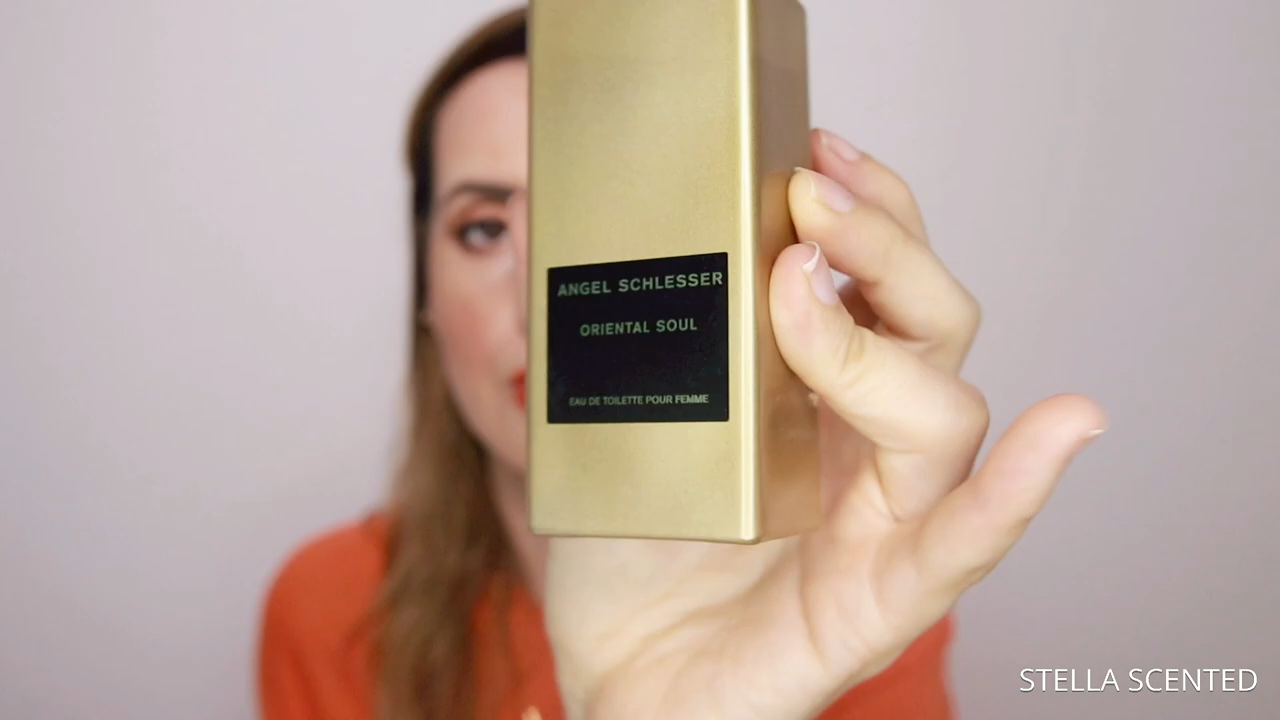 ANGEL SCHLESSER
ORIENTAL SOUL
EAU DE TOILETTE POUR FEMME
STELLA SCENTED